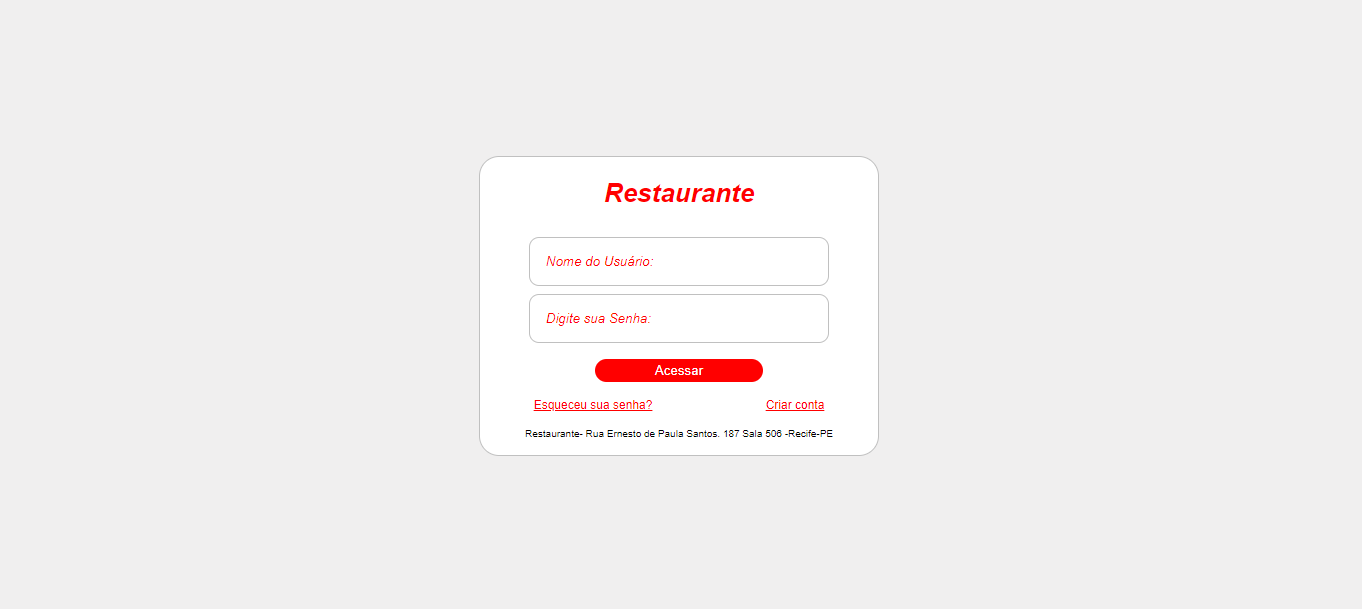 Restaurante
Nome do Usuário:
Digite sua Senha:
Acessar
Esqueceu sua senha? Criar conta
Restaurante- Rua Ernesto de Paula Santos. 187 Sala 506 -Recife-PE